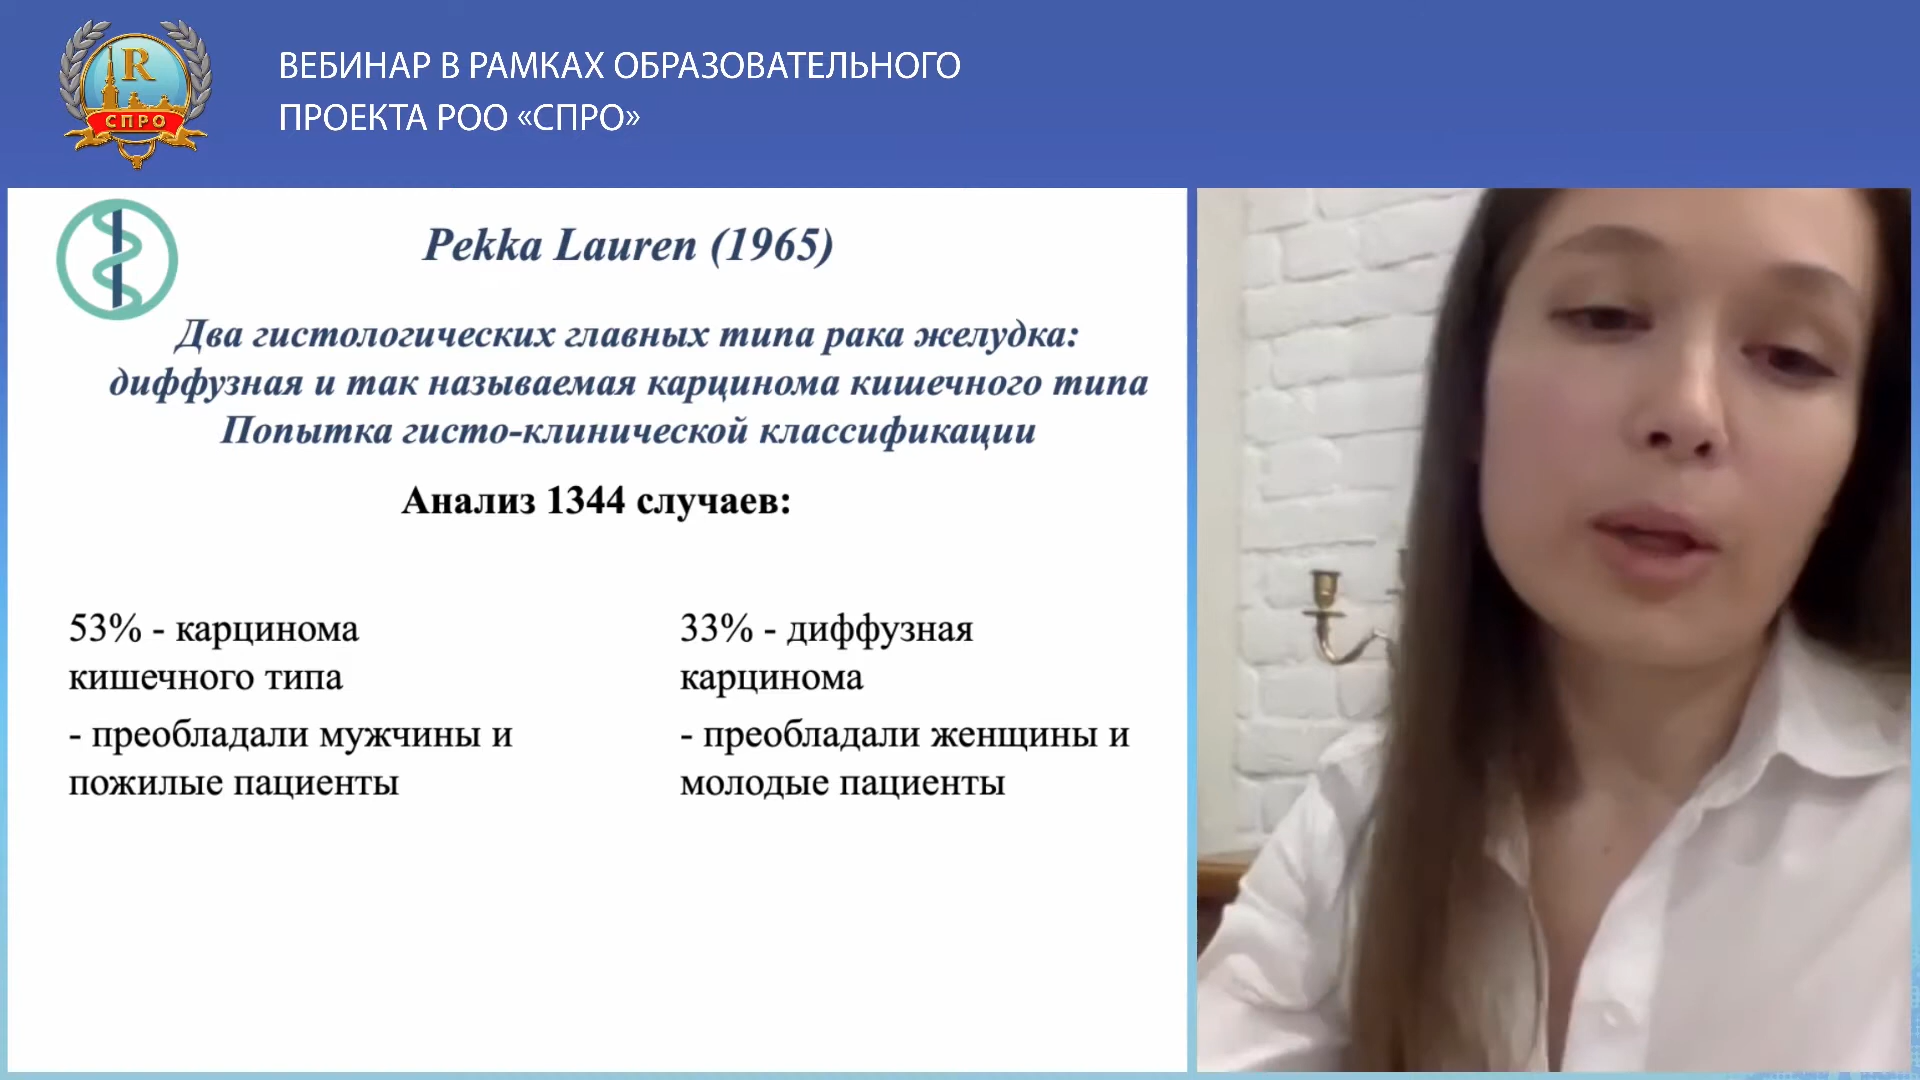 R
СПРО
ВЕБИНАР В РАМКАХ ОБРАЗОВАТЕЛЬНОГО
ПРОЕКТА РОО «СПРО»
Pekka Lauren (1965)
Два гистологических главных типа рака желудка:
диффузная и так называемая карцинома кишечного типа
Попытка гисто-клинической классификации
Анализ 1344 случаев:
53% - карцинома
кишечного типа
- преобладали мужчины и
пожилые пациенты
33% - диффузная
карцинома
- преобладали женщины и
молодые пациенты